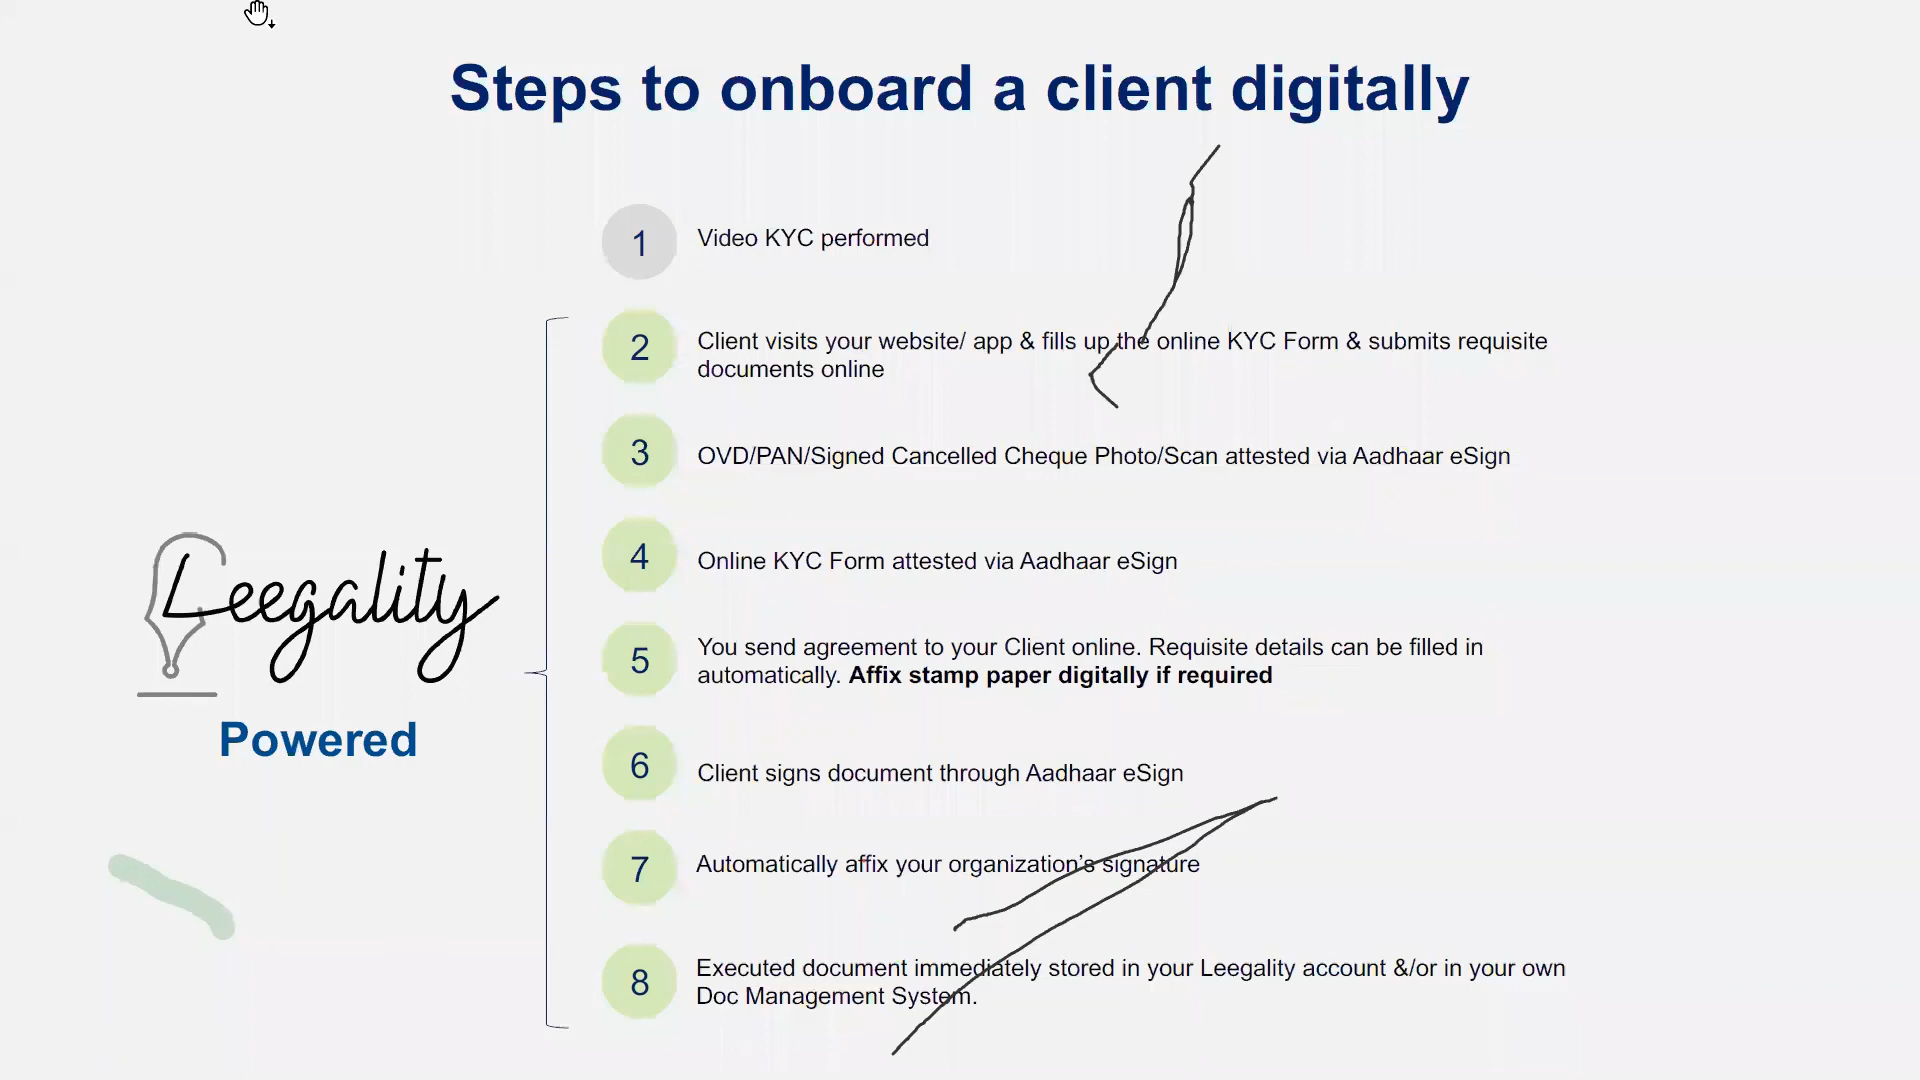 Steps to onboard a client digitally
1 Video KYC performed
2 Client visits your website/ app & fills up the online KYC Form & submits requisite
documents online
3 OVD/PAN/Signed Cancelled Cheque Photo/Scan attested via Aadhaar eSign
4 Online KYC Form attested via Aadhaar eSign
5 You send agreement to your Client online. Requisite details can be filled in
automatically. Affix stamp paper digitally if required
6 Client signs document through Aadhaar eSign
7 Automatically affix your organization’s signature
8 Executed document immediately stored in your Leegality account &/or in your own
Doc Management System.
Leegality
Powered